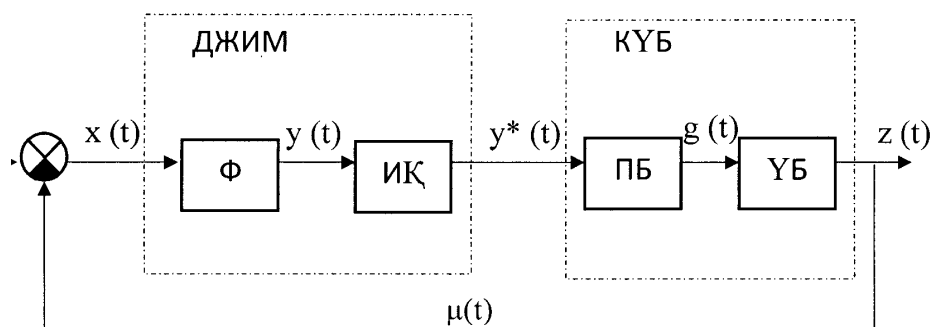 ДЖИМ
КҮБ
x (t)
Ф
y (t)
ИҚ
y* (t)
ПБ
g (t)
ҮБ
z (t)
μ(t)